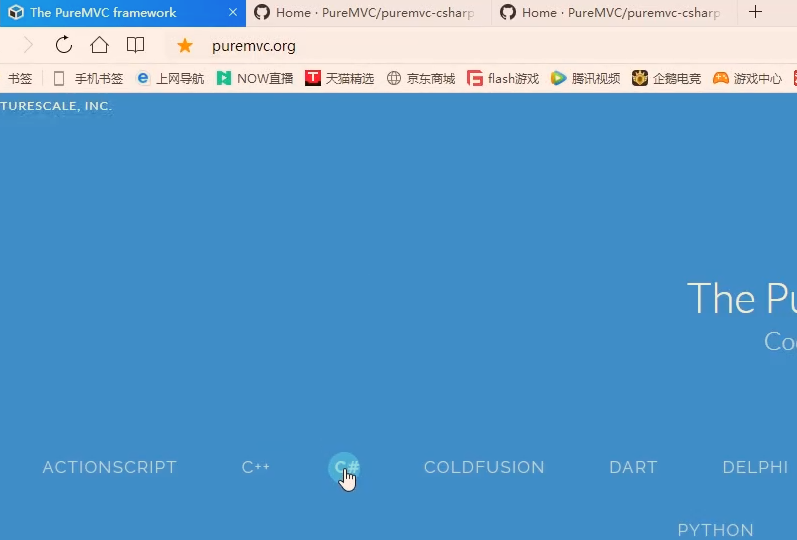 The PureMVC framework
Home · PureMVC/puremvc-csharp
Home · PureMVC/puremvc-csharp
puremvc.org
书签 手机书签 上网导航 NOW直播 天猫精选 京东商城 flash游戏 腾讯视频 企鹅电竞 游戏中心
TURESCALE, INC.
The Pu
Co
ACTIONSCRIPT C++ C# COLDFUSION DART DELPHI
PYTHON